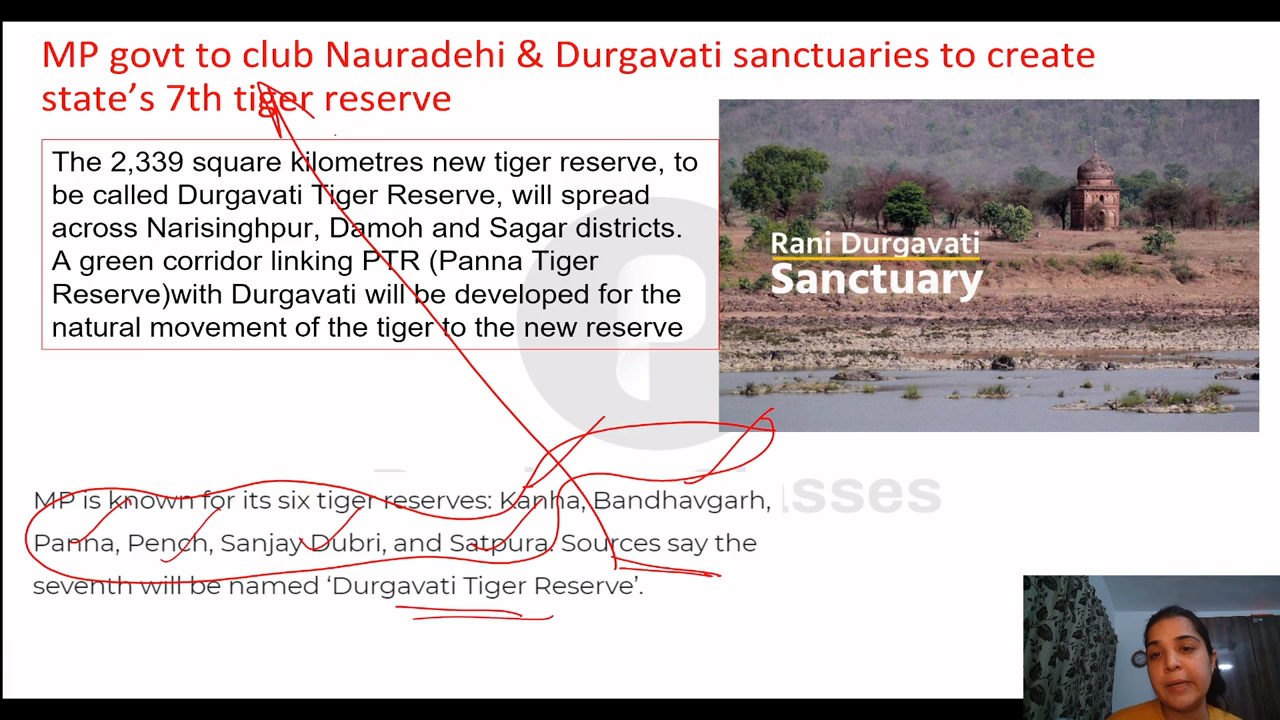 MP govt to club Nauradehi & Durgavati sanctuaries to create
state's 7th tiger reserve
The 2,339 square kilometres new tiger reserve, to
be called Durgavati Tiger Reserve, will spread
across Narisinghpur, Damoh and Sagar districts.
A green corridor linking PTR (Panna Tiger
Reserve)with Durgavati will be developed for the
natural movement of the tiger to the new reserve
Rani Durgavati
Sanctuary
MP is known for its six tiger reserves: Kanha, Bandhavgarh,
Panna, Pench, Sanjay Dubri, and Satpura. Sources say the
seventh will be named ‘Durgavati Tiger Reserve’.